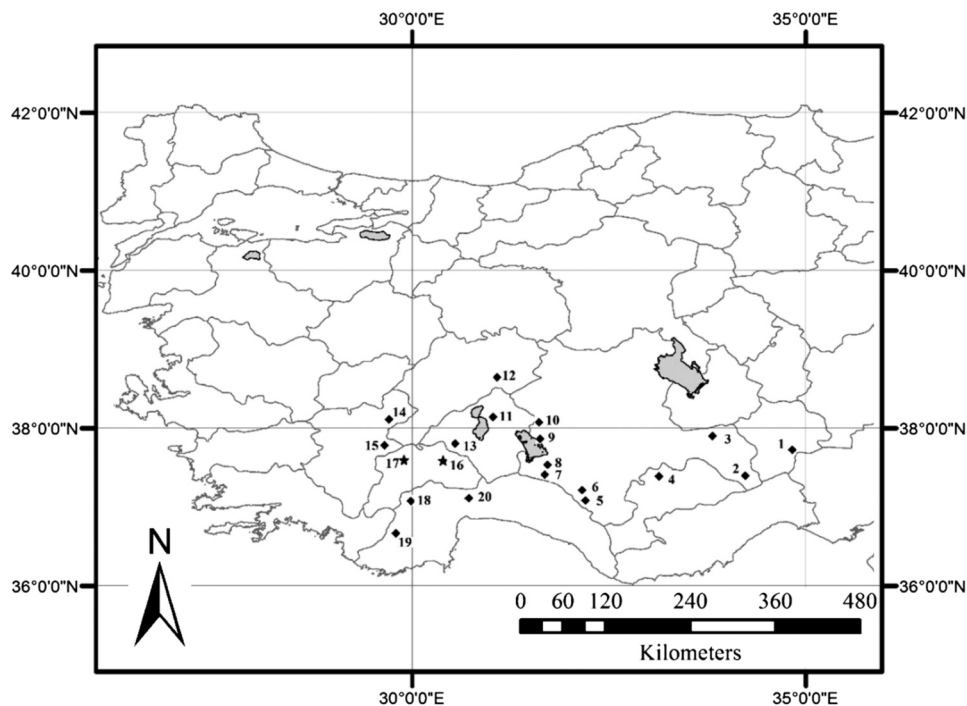 30°0'0"E 35°0'0"E
42°0'0"N 42°0'0"N
40°0'0"N 40°0'0"N
12
14 11 10
38°0'0"N 9 38°0'0"N
15 13 3 1
17 16 8
7 2
4
6
18 20 5
19
N
36°0'0"N 36°0'0"N
0 60 120 240 360 480
Kilometers
30°0'0"E 35°0'0"E